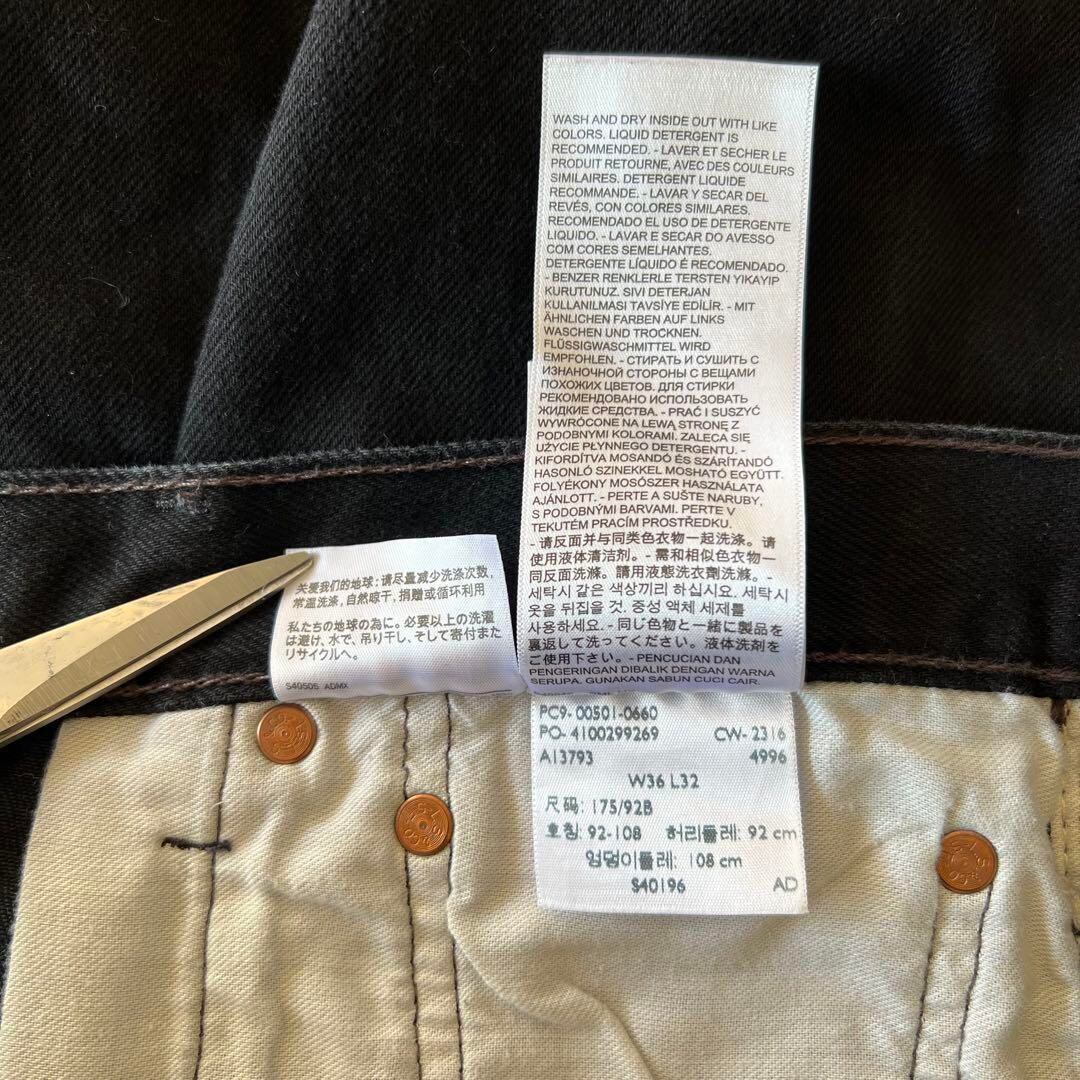 WASH AND DRY INSIDE OUT WITH LIKE
COLORS. LIQUID DETERGENT IS
RECOMMENDED. - LAVER ET SECHER LE
PRODUIT RETOURNE, AVEC DES COULEURS
SIMILAIRES. DETERGENT LIQUIDE
RECOMMANDE. - LAVAR Y SECAR DEL
REVÉS, CON COLORES SIMILARES.
RECOMENDADO EL USO DE DETERGENTE
LIQUIDO. - LAVAR E SECAR DO AVESSO
COM CORES SEMELHANTES.
DETERGENTE LÍQUIDO É RECOMENDADO.
- BENZER RENKLERLE TERSTEN YIKAYIP
KURUTUNUZ. SIVI DETERJAN
KULLANILMASI TAVSİYE EDİLİR. - MIT
ÄHNLICHEN FARBEN AUF LINKS
WASCHEN UND TROCKNEN.
FLÜSSIGWASCHMITTEL WIRD
EMPFOHLEN. - СТИРАТЬ И СУШИТЬ С
ИЗНАНОЧНОЙ СТОРОНЫ С ВЕЩАМИ
ПОХОЖИХ ЦВЕТОВ. ДЛЯ СТИРКИ
РЕКОМЕНДОВАНО ИСПОЛЬЗОВАТЬ
ЖИДКИЕ СРЕДСТВА. - PRAĆ I SUSZYĆ
WYWRÓCONE NA LEWĄ STRONĘ Z
PODOBNYMI KOLORAMI. ZALECA SIĘ
UŻYCIE PŁYNNEGO DETERGENTU. -
KIFORDÍTVA MOSANDÓ ÉS SZÁRÍTANDÓ
HASONLÓ SZINEKKEL MOSHATÓ EGYÜTT.
FOLYÉKONY MOSÓSZER HASZNÁLATA
AJÁNLOTT. - PERTE A SUŠTE NARUBY,
S PODOBNÝMI BARVAMI. PERTE V
TEKUTÉM PRACÍM PROSTŘEDKU.
- 请反面并与同类色衣物一起洗涤。请
使用液体清洁剂。- 需和相似色衣物一
同反面洗滌。請用液態洗衣劑洗滌。-
세탁시 같은 색상끼리 하십시요. 세탁시
옷을 뒤집을 것. 중성 액체 세제를
사용하세요. - 同じ色物と一緒に製品を
裏返して洗ってください。液体洗剤を
ご使用下さい。- PENCUCIAN DAN
PENGERINGAN DIBALIK DENGAN WARNA
SERUPA. GUNAKAN SABUN CUCI CAIR.
关爱我们的地球: 请尽量减少洗涤次数,
常温洗涤, 自然晾干, 捐赠或循环利用
私たちの地球の為に。必要以上の洗濯
は避け、水で、吊り干し、そして寄付また
リサイクルへ。
S40505 ADMX
PC9- 00501-0660
PO- 4100299269 CW- 2316
A13793 4996
W36 L32
尺码: 175/92B
호칭: 92-108 허리둘레: 92 cm
엉덩이둘레: 108 cm
S40196 AD